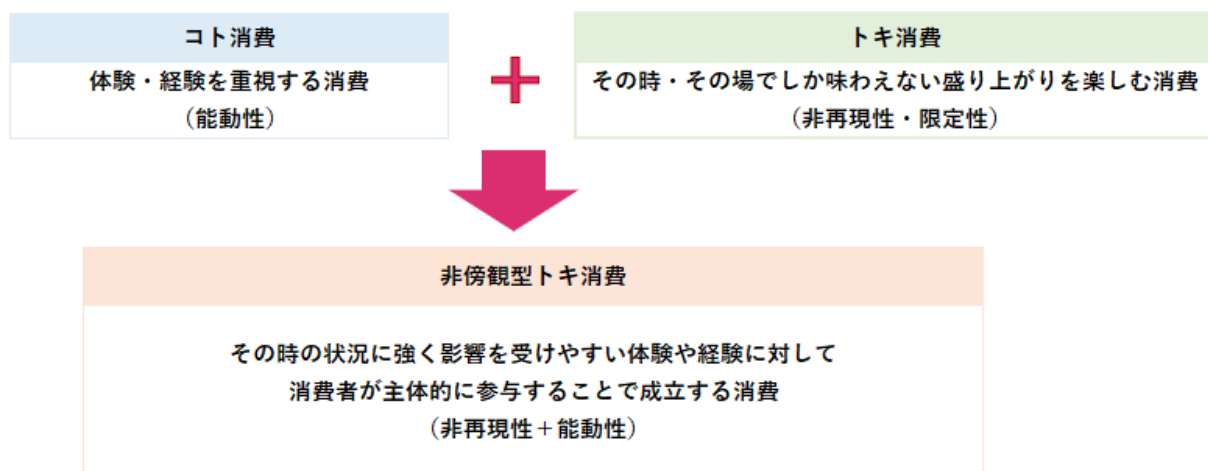 コト消費
体験・経験を重視する消費
（能動性）
トキ消費
その時・その場でしか味わえない盛り上がりを楽しむ消費
（非再現性・限定性）
非傍観型トキ消費
その時の状況に強く影響を受けやすい体験や経験に対して
消費者が主体的に参与することで成立する消費
（非再現性＋能動性）